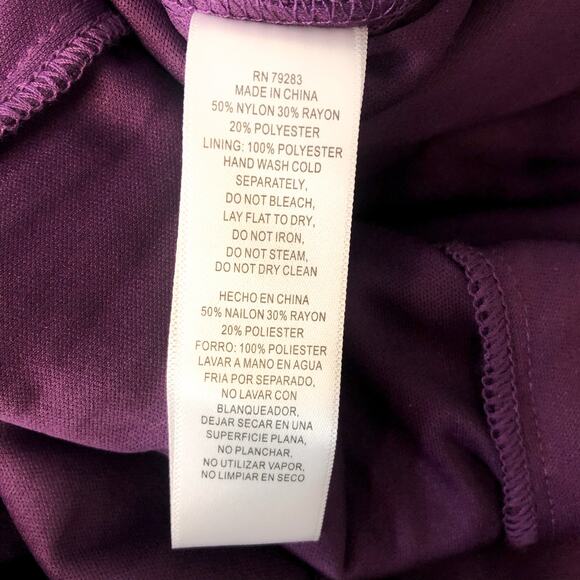 RN 79283
MADE IN CHINA
50% NYLON 30% RAYON
20% POLYESTER
LINING: 100% POLYESTER
HAND WASH COLD
SEPARATELY,
DO NOT BLEACH,
LAY FLAT TO DRY,
DO NOT IRON,
DO NOT STEAM,
DO NOT DRY CLEAN
HECHO EN CHINA
50% NAILON 30% RAYON
20% POLIESTER
FORRO: 100% POLIESTER
LAVAR A MANO EN AGUA
FRIA POR SEPARADO,
NO LAVAR CON
BLANQUEADOR,
DEJAR SECAR EN UNA
SUPERFICIE PLANA,
NO PLANCHAR,
NO UTILIZAR VAPOR,
NO LIMPIAR EN SECO